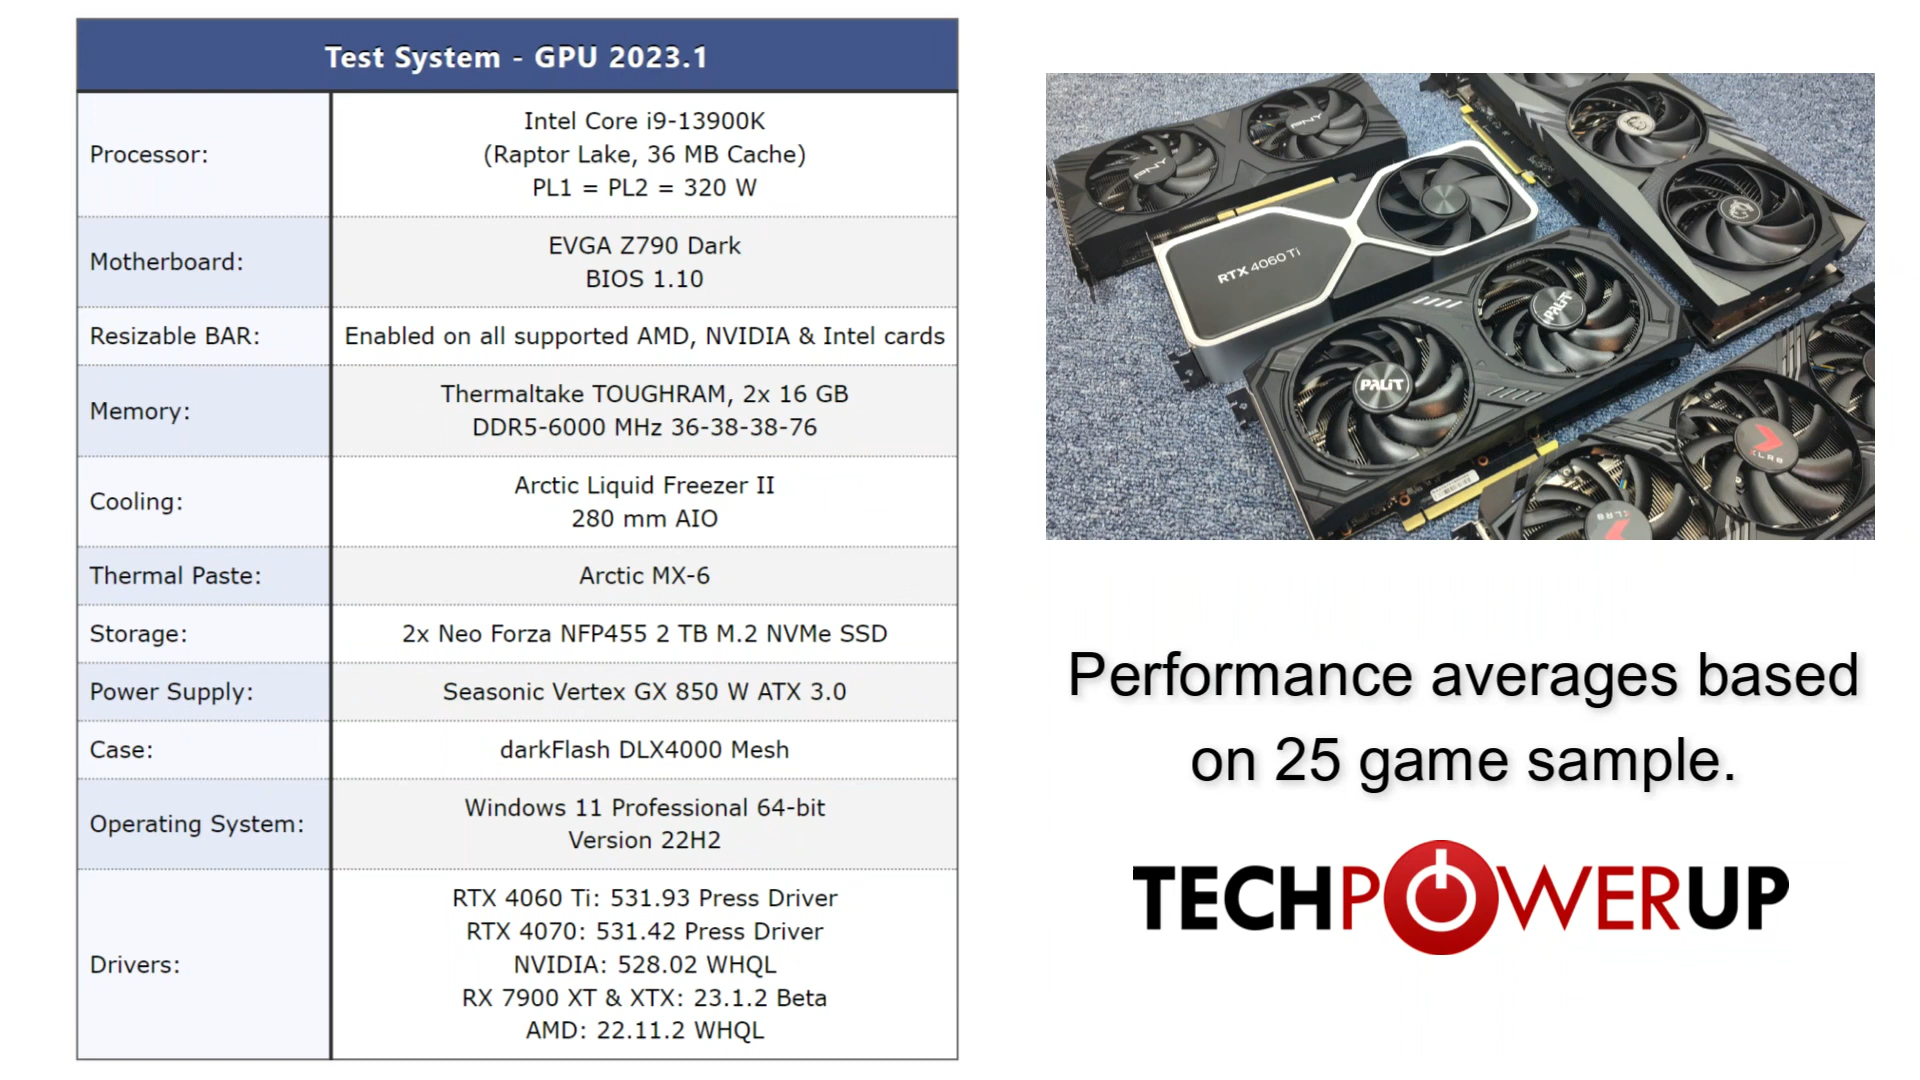 Test System - GPU 2023.1
Processor:
Intel Core i9-13900K
(Raptor Lake, 36 MB Cache)
PL1 = PL2 = 320 W
Motherboard:
EVGA Z790 Dark
BIOS 1.10
Resizable BAR:
Enabled on all supported AMD, NVIDIA & Intel cards
Memory:
Thermaltake TOUGHRAM, 2x 16 GB
DDR5-6000 MHz 36-38-38-76
Cooling:
Arctic Liquid Freezer II
280 mm AIO
Thermal Paste:
Arctic MX-6
Storage:
2x Neo Forza NFP455 2 TB M.2 NVMe SSD
Power Supply:
Seasonic Vertex GX 850 W ATX 3.0
Case:
darkFlash DLX4000 Mesh
Operating System:
Windows 11 Professional 64-bit
Version 22H2
Drivers:
RTX 4060 Ti: 531.93 Press Driver
RTX 4070: 531.42 Press Driver
NVIDIA: 528.02 WHQL
RX 7900 XT & XTX: 23.1.2 Beta
AMD: 22.11.2 WHQL
PNY
PNY
RTX 4060 Ti
PALIT
PALIT
XLR8
XLR8
Performance averages based
on 25 game sample.
TECHPOWERUP